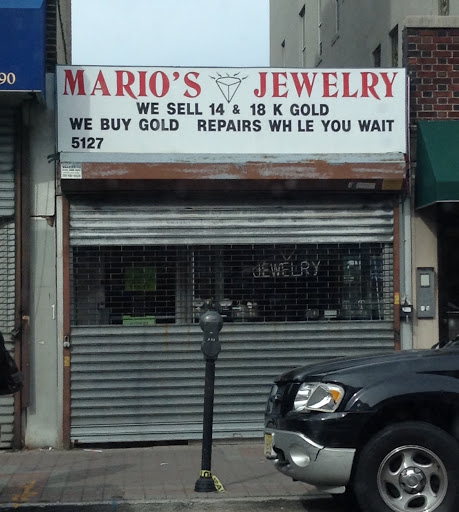 90
MARIO'S JEWELRY
WE SELL 14 & 18 K GOLD
WE BUY GOLD REPAIRS WH LE YOU WAIT
5127
JEWELRY